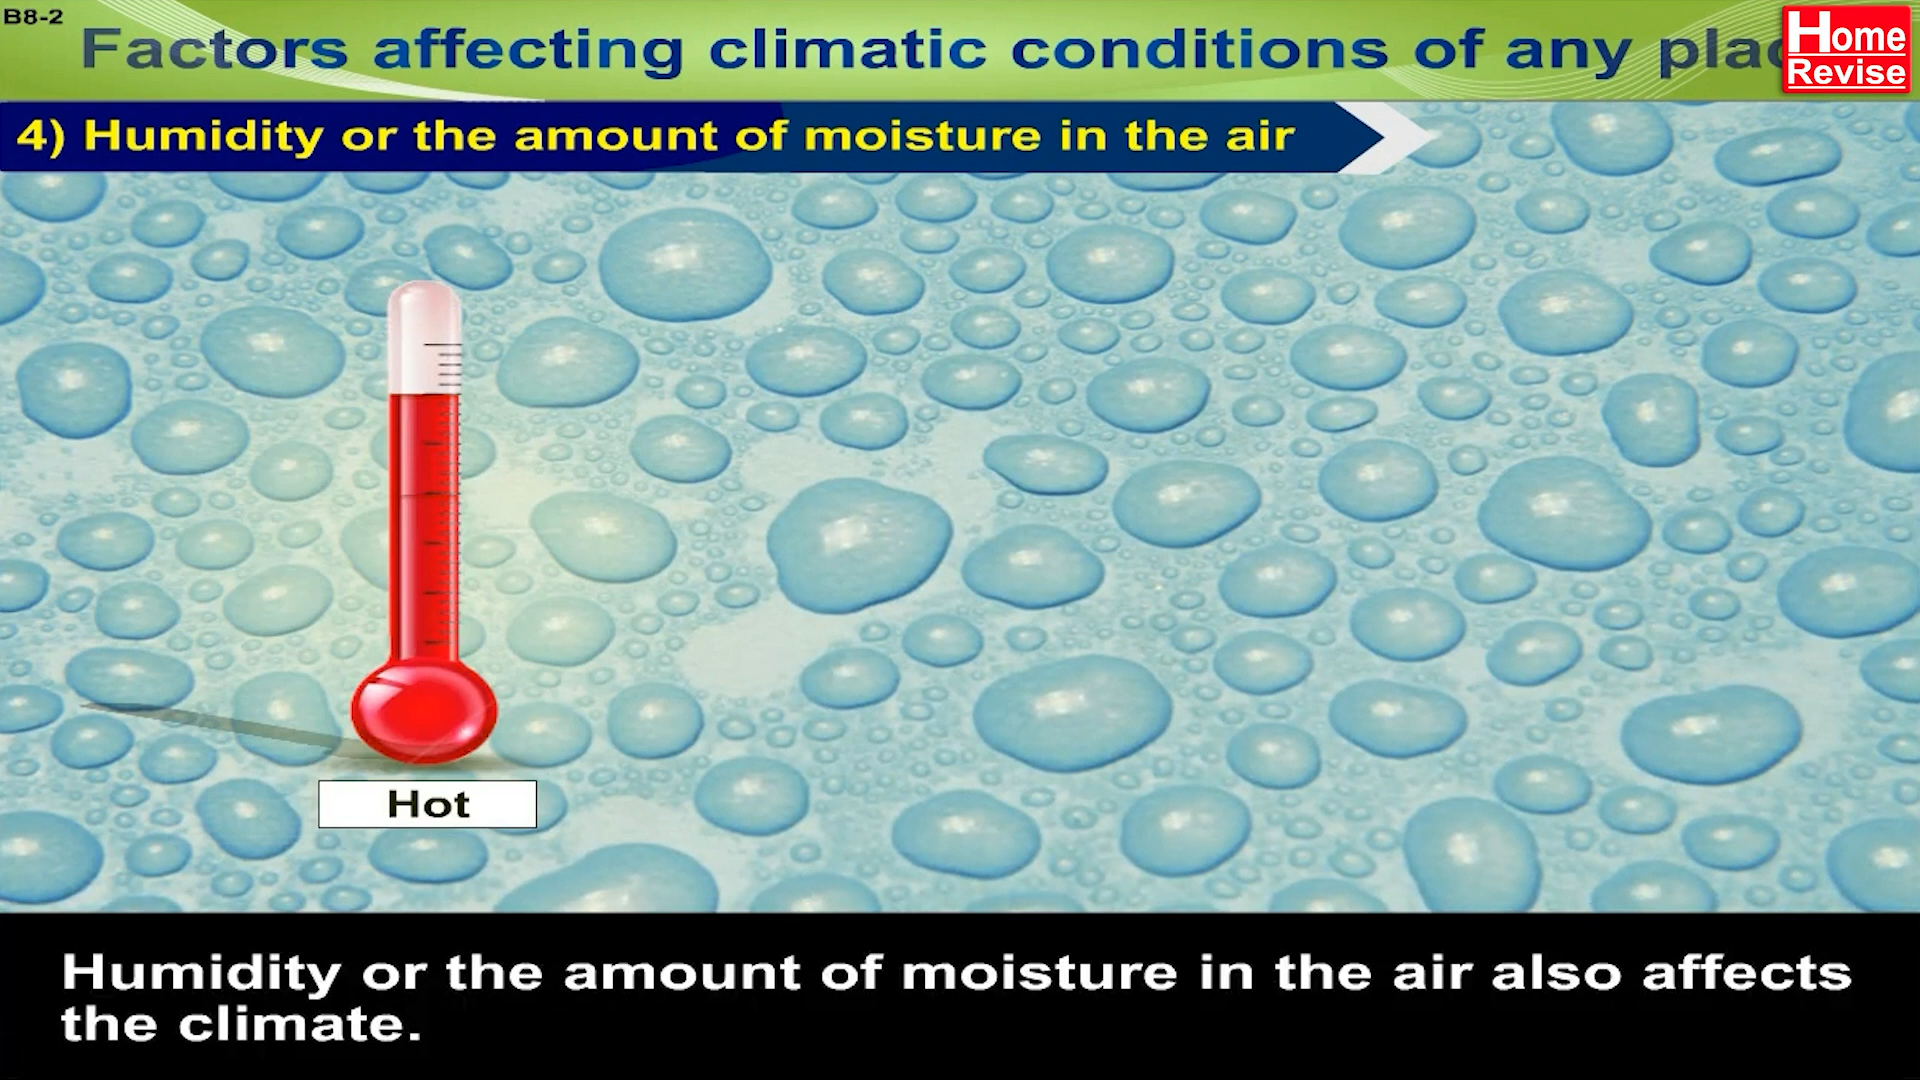 B8-2
Factors affecting climatic conditions of any
Home
Revise
4) Humidity or the amount of moisture in the air
Hot
Humidity or the amount of moisture in the air also affects
the climate.